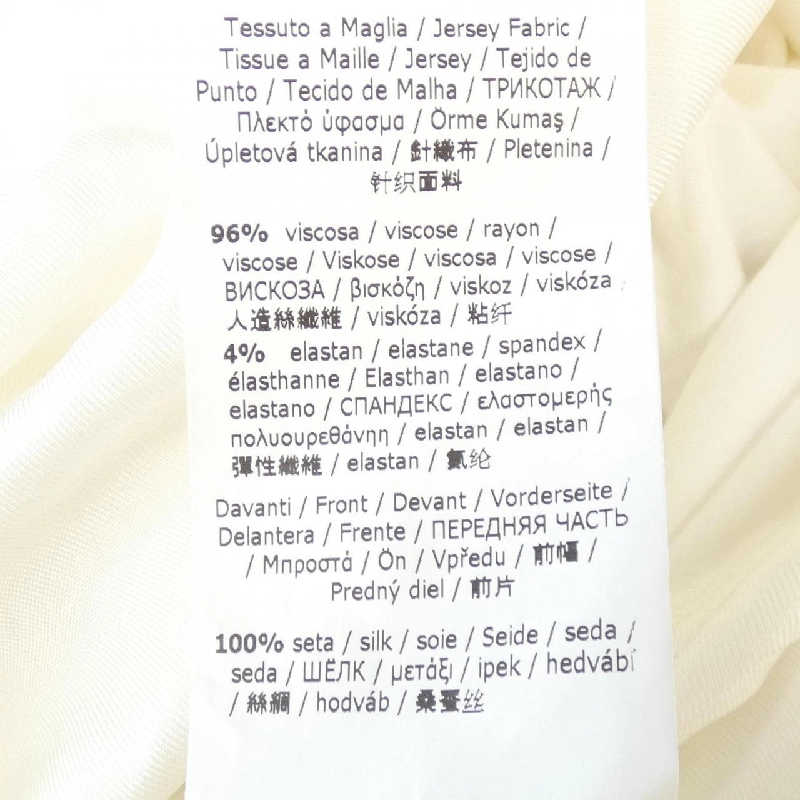 Tessuto a Maglia / Jersey Fabric /
Tissue a Maille / Jersey / Tejido de
Punto / Tecido de Malha / ТРИКОТАЖ /
Πλεκτό ύφασμα / Örme Kumaş /
Úpletová tkanina / 針織布 / Pletenina /
针织面料
96% viscosa / viscose / rayon /
viscose / Viskose / viscosa / viscose /
ВИСКОЗА / βισκόζη / viskoz / viskóza /
人造絲纖維 / viskóza / 粘纤
4% elastan / elastane / spandex /
élasthanne / Elasthan / elastano /
elastano / СПАНДЕКС / ελαστομερής
πολυουρεθάνηη / elastan / elastan /
彈性纖維 / elastan / 氨纶
Davanti / Front / Devant / Vorderseite /
Delantera / Frente / ПЕРЕДНЯЯ ЧАСТЬ
/ Μπροστά / Ön / Vpředu / 前幅 /
Predný diel / 前片
100% seta / silk / soie / Seide / seda /
seda / ШЁЛК / μετάξι / ipek / hedvábí
/ 絲綢 / hodváb / 桑蚕丝